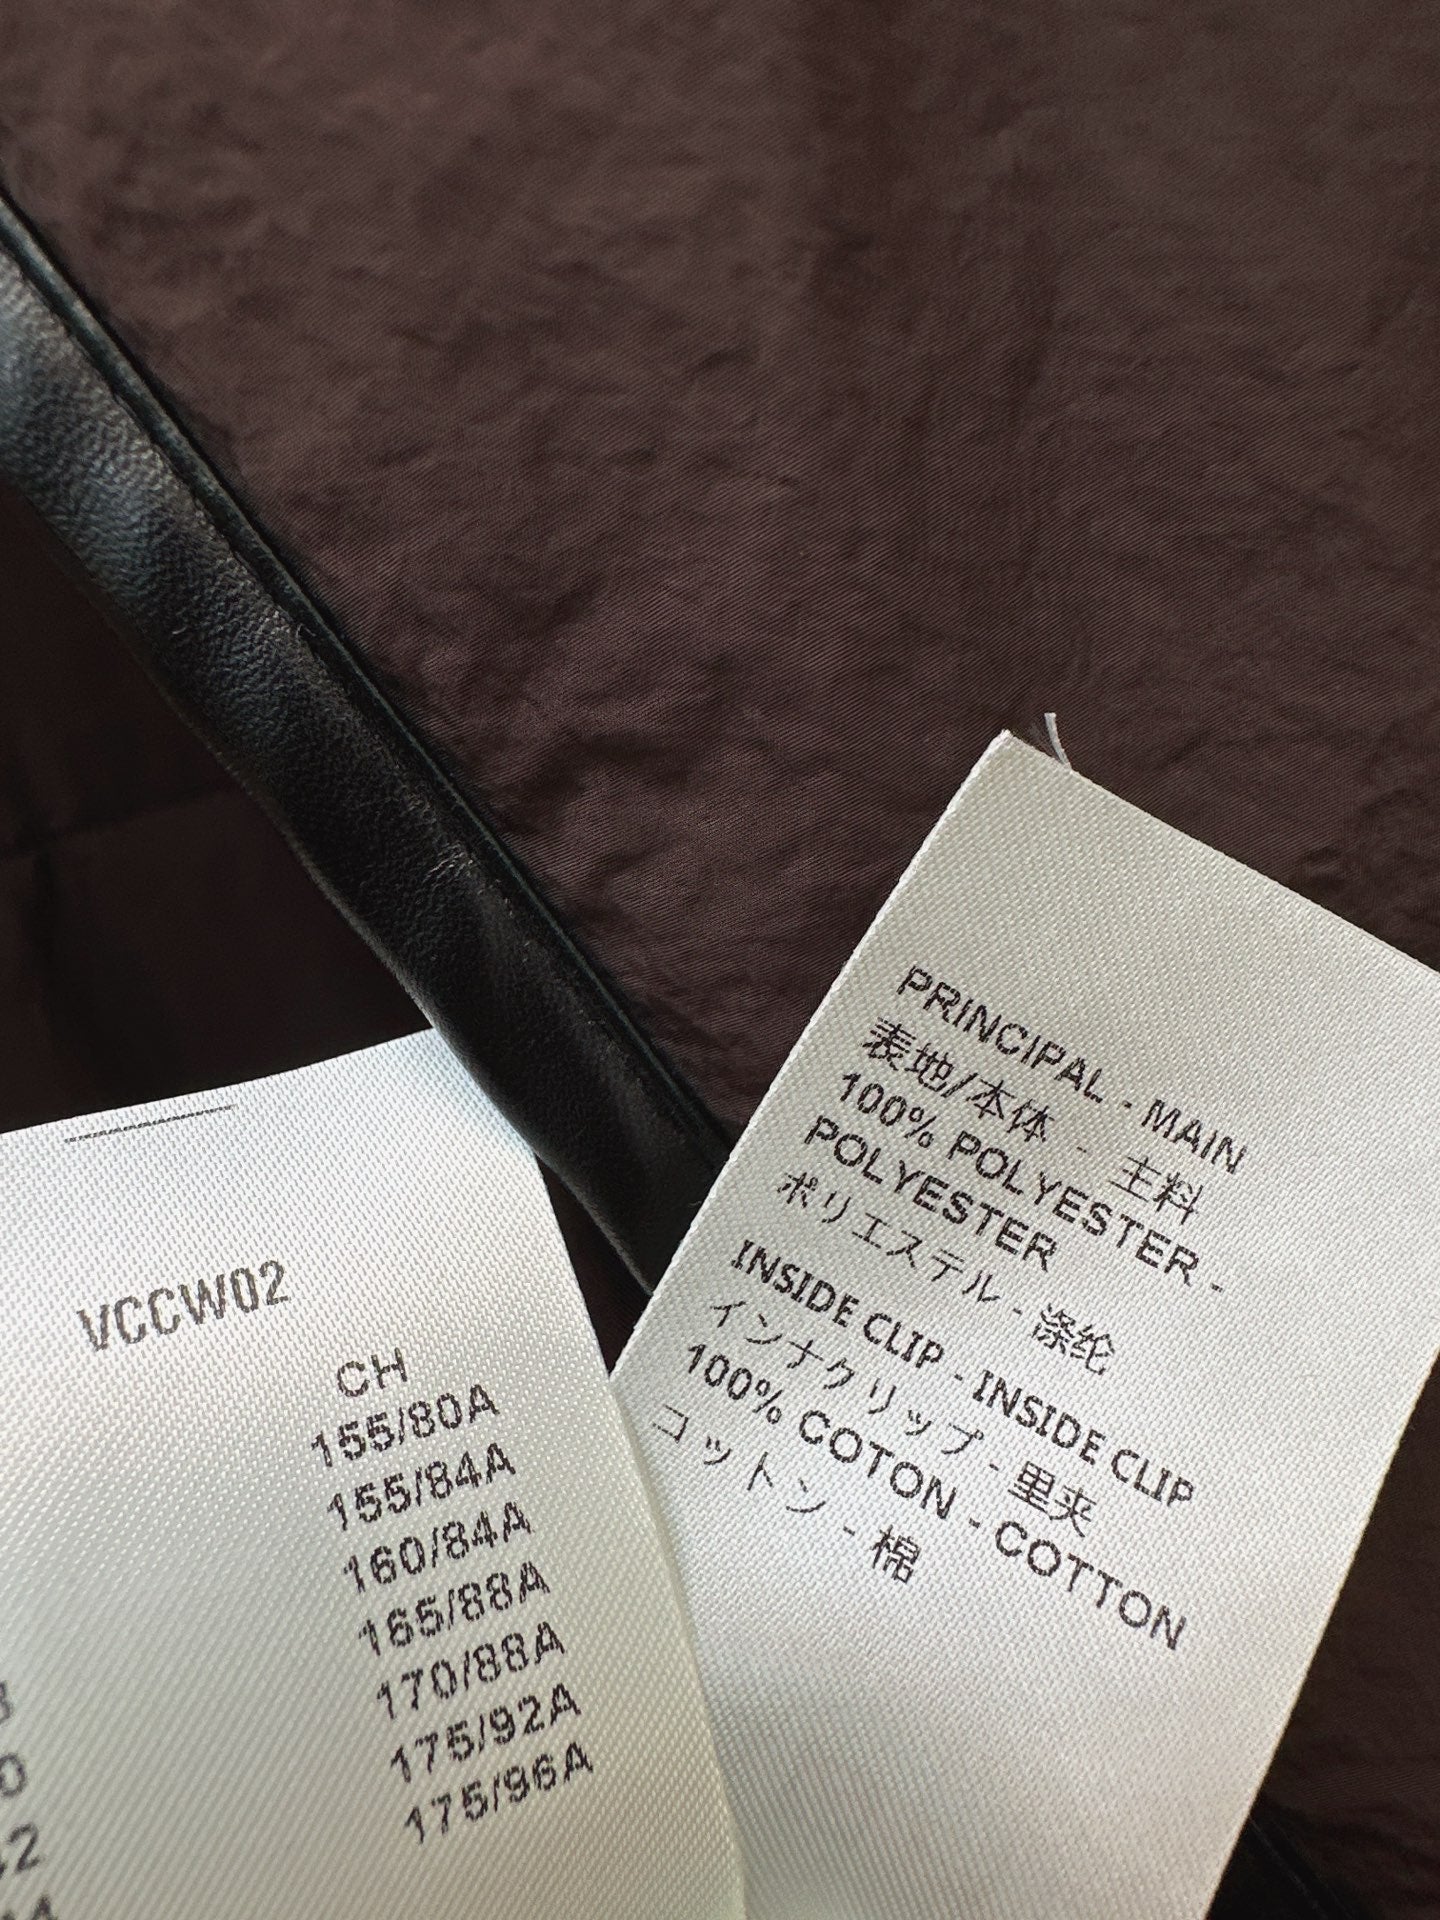 VCCW02
CH
155/80A
155/84A
160/84A
165/88A
170/88A
175/92A
175/96A
PRINCIPAL - MAIN
表地/本体 - 主料
100% POLYESTER -
POLYESTER
ポリエステル - 涤纶
INSIDE CLIP - INSIDE CLIP
インナクリップ - 里夹
100% COTON - COTTON
コットン - 棉